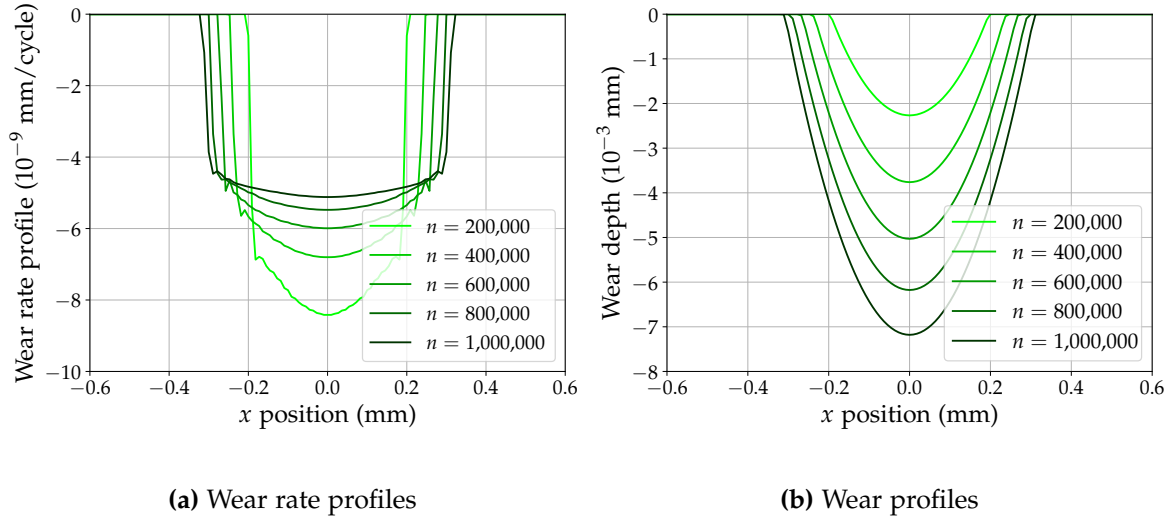 Wear rate profile (10⁻⁹ mm/cycle)
0
−2
−4
−6
−8
−10
−0.6 −0.4 −0.2 0.0 0.2 0.4 0.6
x position (mm)
n = 200,000
n = 400,000
n = 600,000
n = 800,000
n = 1,000,000
(a) Wear rate profiles
Wear depth (10⁻³ mm)
0
−1
−2
−3
−4
−5
−6
−7
−8
−0.6 −0.4 −0.2 0.0 0.2 0.4 0.6
x position (mm)
n = 200,000
n = 400,000
n = 600,000
n = 800,000
n = 1,000,000
(b) Wear profiles